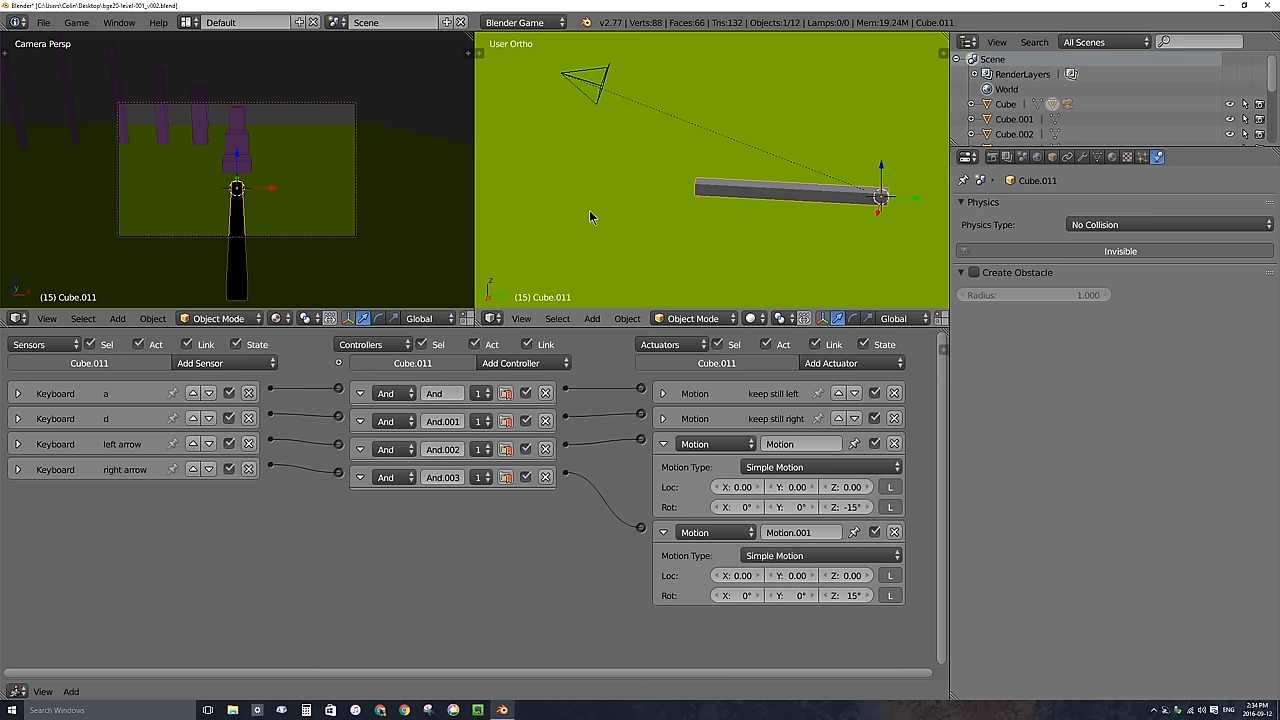 Blender* [C:\Users\Colin\Desktop\bge20-level-001_v002.blend]
File Game Window Help Default Scene Blender Game v2.77 | Verts:88 | Faces:66 | Tris:132 | Objects:1/12 | Lamps:0/0 | Mem:19.24M | Cube.011
Camera Persp
(15) Cube.011
View Select Add Object Object Mode Global
User Ortho
z
(15) Cube.011
View Select Add Object Object Mode Global
View Search All Scenes
Scene
RenderLayers
World
Cube
Cube.001
Cube.002
Cube.011
Physics
Physics Type: No Collision
Invisible
Create Obstacle
Radius: 1.000
Sensors Sel Act Link State
Cube.011 Add Sensor
Keyboard a
Keyboard d
Keyboard left arrow
Keyboard right arrow
Controllers Sel Act Link
Cube.011 Add Controller
And And 1
And And.001 1
And And.002 1
And And.003 1
Actuators Sel Act Link State
Cube.011 Add Actuator
Motion keep still left
Motion keep still right
Motion Motion
Motion Type: Simple Motion
Loc: X: 0.00 Y: 0.00 Z: 0.00 L
Rot: X: 0° Y: 0° Z: -15° L
Motion Motion.001
Motion Type: Simple Motion
Loc: X: 0.00 Y: 0.00 Z: 0.00 L
Rot: X: 0° Y: 0° Z: 15° L
View Add
Search Windows
ENG 2:34 PM
2016-09-12